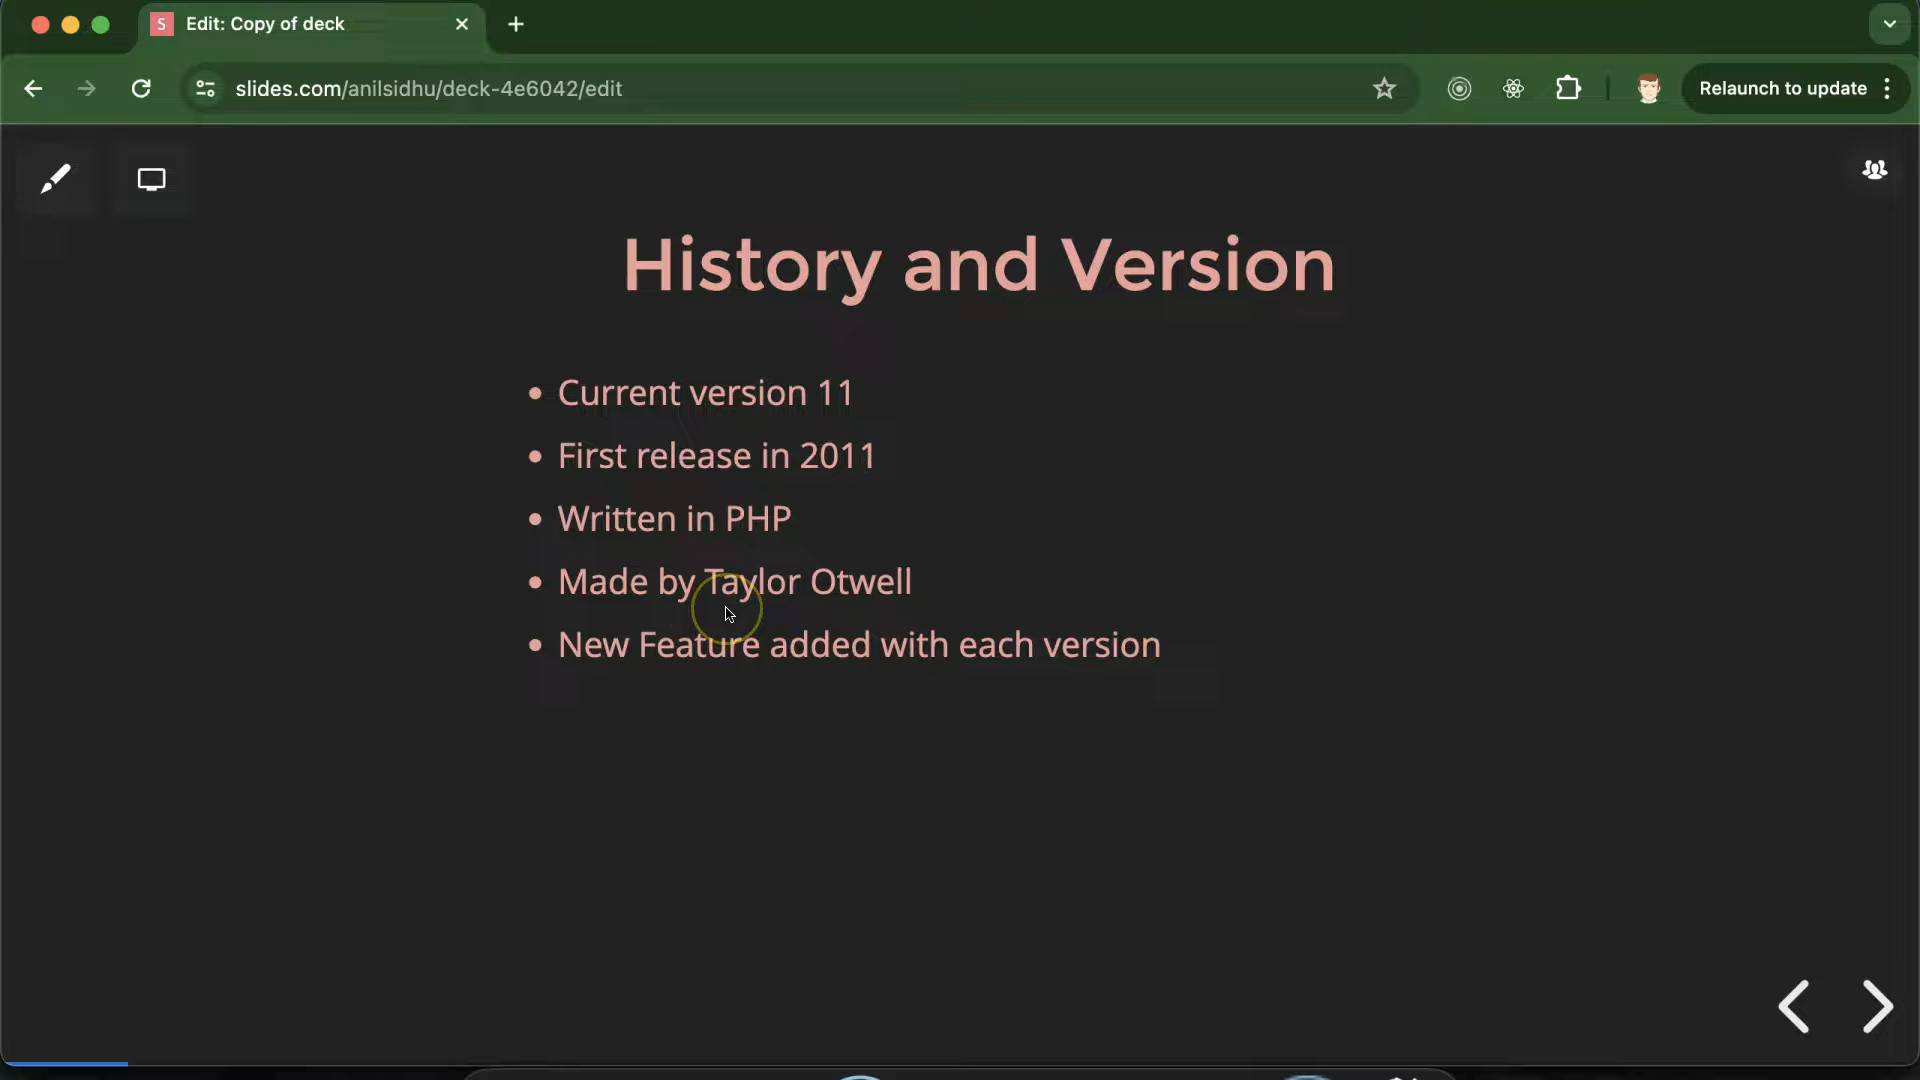 S Edit: Copy of deck
slides.com/anilsidhu/deck-4e6042/edit
Relaunch to update
History and Version
• Current version 11
• First release in 2011
• Written in PHP
• Made by Taylor Otwell
• New Feature added with each version